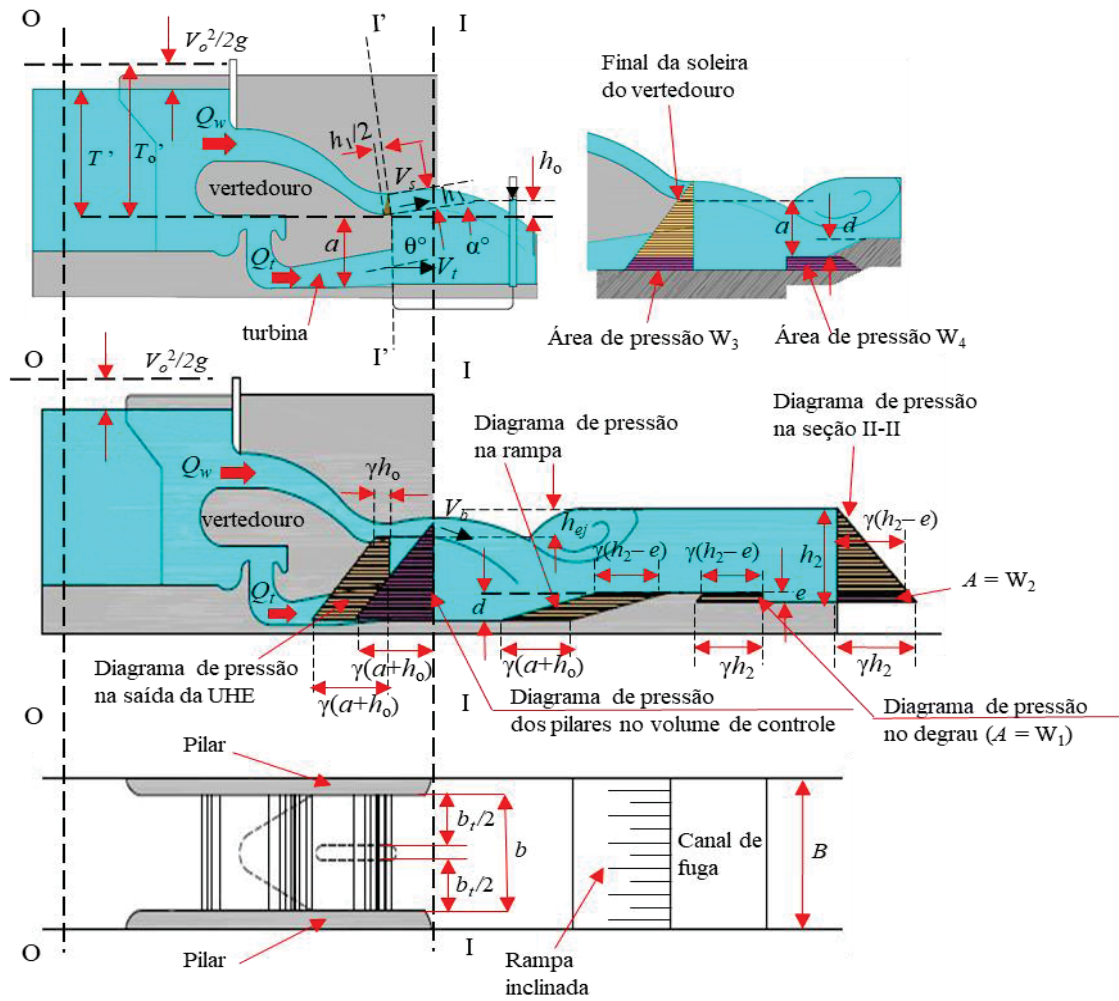 O
I'
I
V_o²/2g
Final da soleira
do vertedouro
Q_w
h_1/2
T'
T_o'
V_s
h_o
vertedouro
h_1
a
d
a
θ°
α°
Q_t
V_t
turbina
I'
Área de pressão W_3
Área de pressão W_4
O
V_o²/2g
I
Diagrama de pressão
na seção II-II
Diagrama de pressão
na rampa
Q_w
γh_o
V_b
γ(h_2–e)
vertedouro
h_ej
γ(h_2–e)
γ(h_2–e)
h_2
A = W_2
Q_t
d
e
Diagrama de pressão
na saída da UHE
γ(a+h_o)
γ(a+h_o)
γ(a+h_o)
γh_2
γh_2
Diagrama de pressão
dos pilares no volume de controle
Diagrama de pressão
no degrau (A = W_1)
O
I
Pilar
b_t/2
b
Canal de
fuga
B
b_t/2
O
I
Pilar
Rampa
inclinada